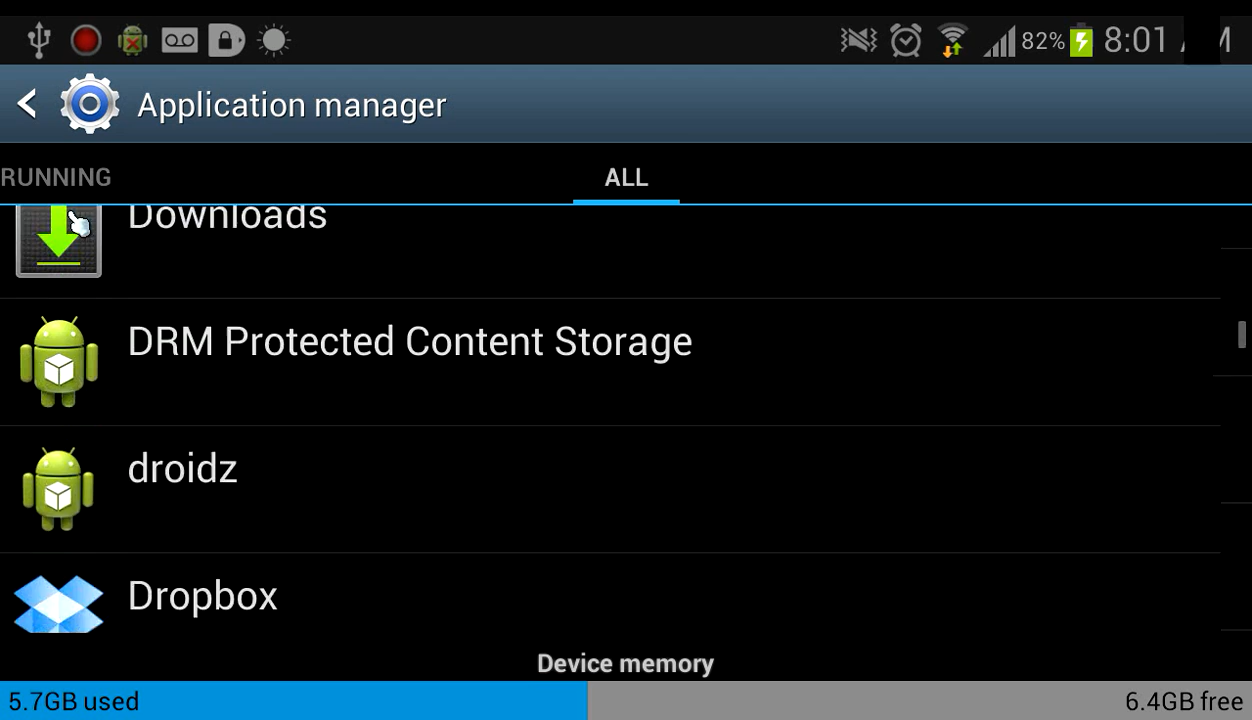 82% 8:01
Application manager
RUNNING
ALL
Downloads
DRM Protected Content Storage
droidz
Dropbox
Device memory
5.7GB used
6.4GB free